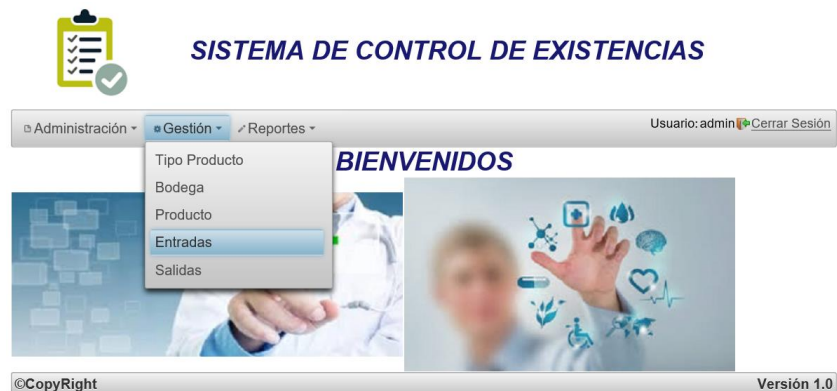 SISTEMA DE CONTROL DE EXISTENCIAS
Administración Gestión Reportes Usuario: admin Cerrar Sesión
BIENVENIDOS
Tipo Producto
Bodega
Producto
Entradas
Salidas
©CopyRight Versión 1.0